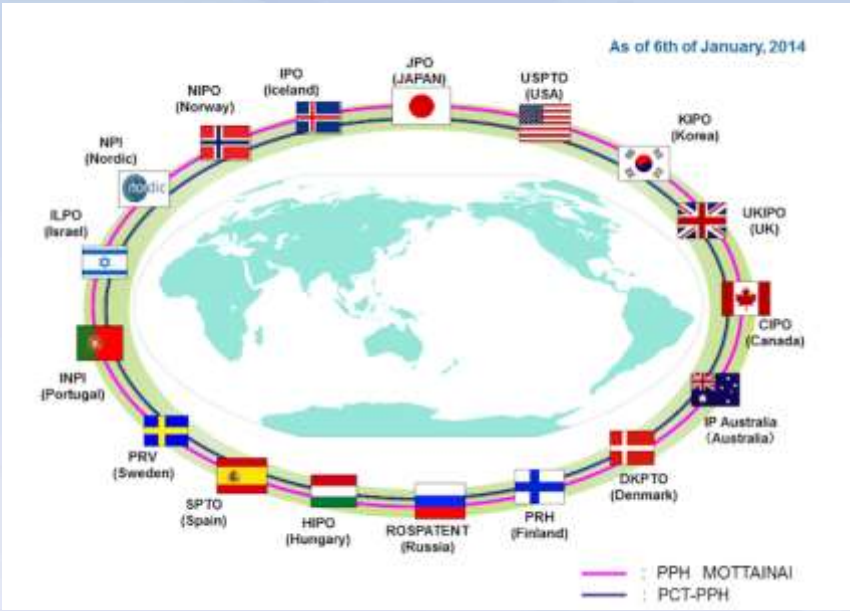 As of 6th of January, 2014
JPO
(JAPAN)
USPTO
(USA)
KIPO
(Korea)
UKIPO
(UK)
CIPO
(Canada)
IP Australia
(Australia)
DKPTO
(Denmark)
PRH
(Finland)
ROSPATENT
(Russia)
HIPO
(Hungary)
SPTO
(Spain)
PRV
(Sweden)
INPI
(Portugal)
ILPO
(Israel)
NPI
(Nordic)
nordic
NIPO
(Norway)
IPO
(Iceland)
: PPH MOTTAINAI
: PCT-PPH